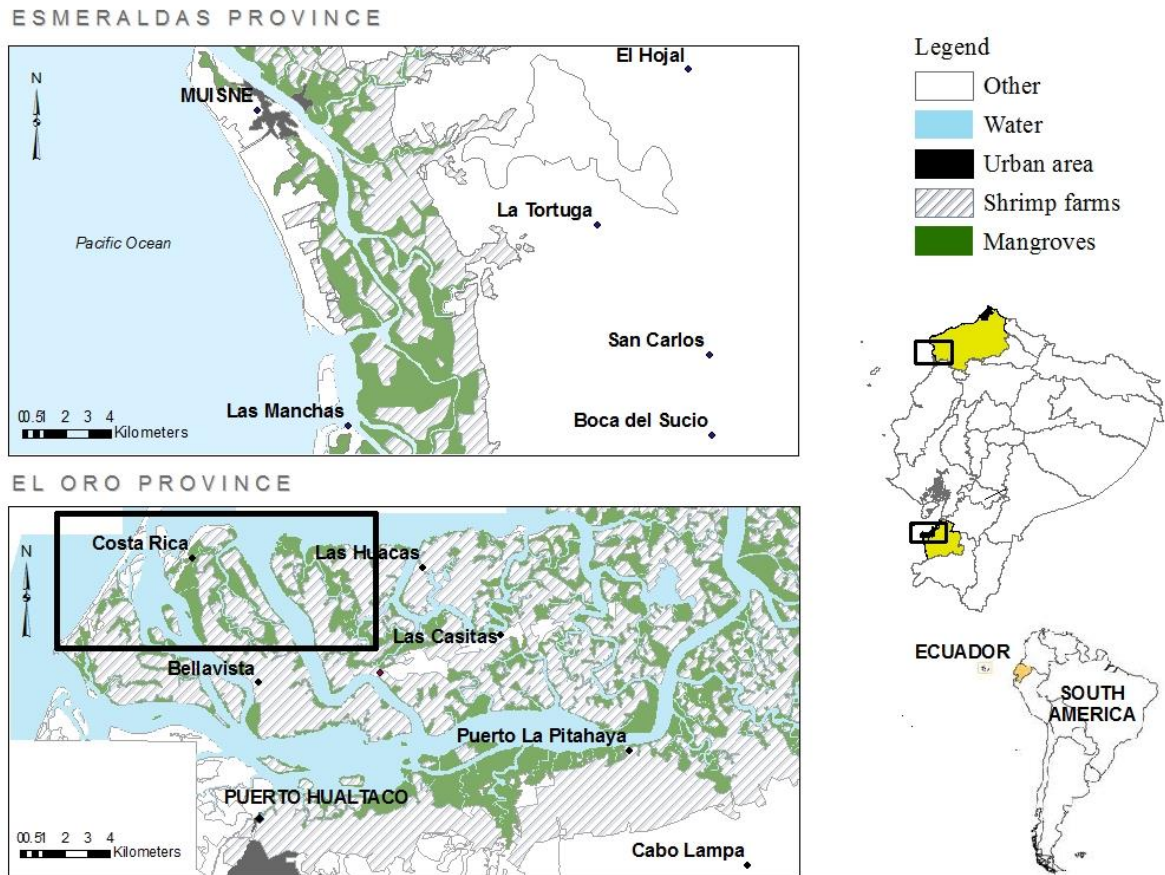 ESMERALDAS PROVINCE
N
MUISNE
El Hojal
La Tortuga
Pacific Ocean
San Carlos
Las Manchas
Boca del Sucio
0 0.5 1 2 3 4
Kilometers
EL ORO PROVINCE
N
Costa Rica
Las Huacas
Las Casitas
Bellavista
Puerto La Pitahaya
PUERTO HUALTACO
Cabo Lampa
0 0.5 1 2 3 4
Kilometers
Legend
Other
Water
Urban area
Shrimp farms
Mangroves
ECUADOR
SOUTH
AMERICA